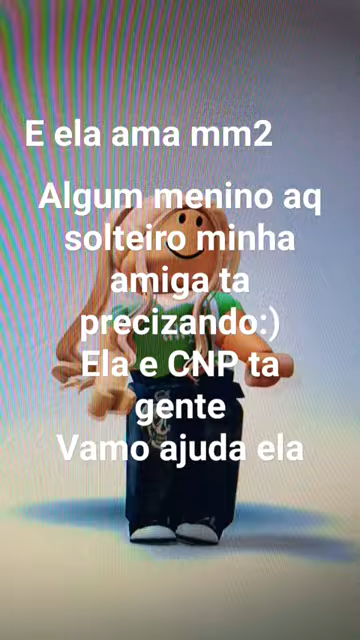 E ela ama mm2
Algum menino aq
solteiro minha
amiga ta
precizando:)
Ela e CNP ta
gente
Vamo ajuda ela